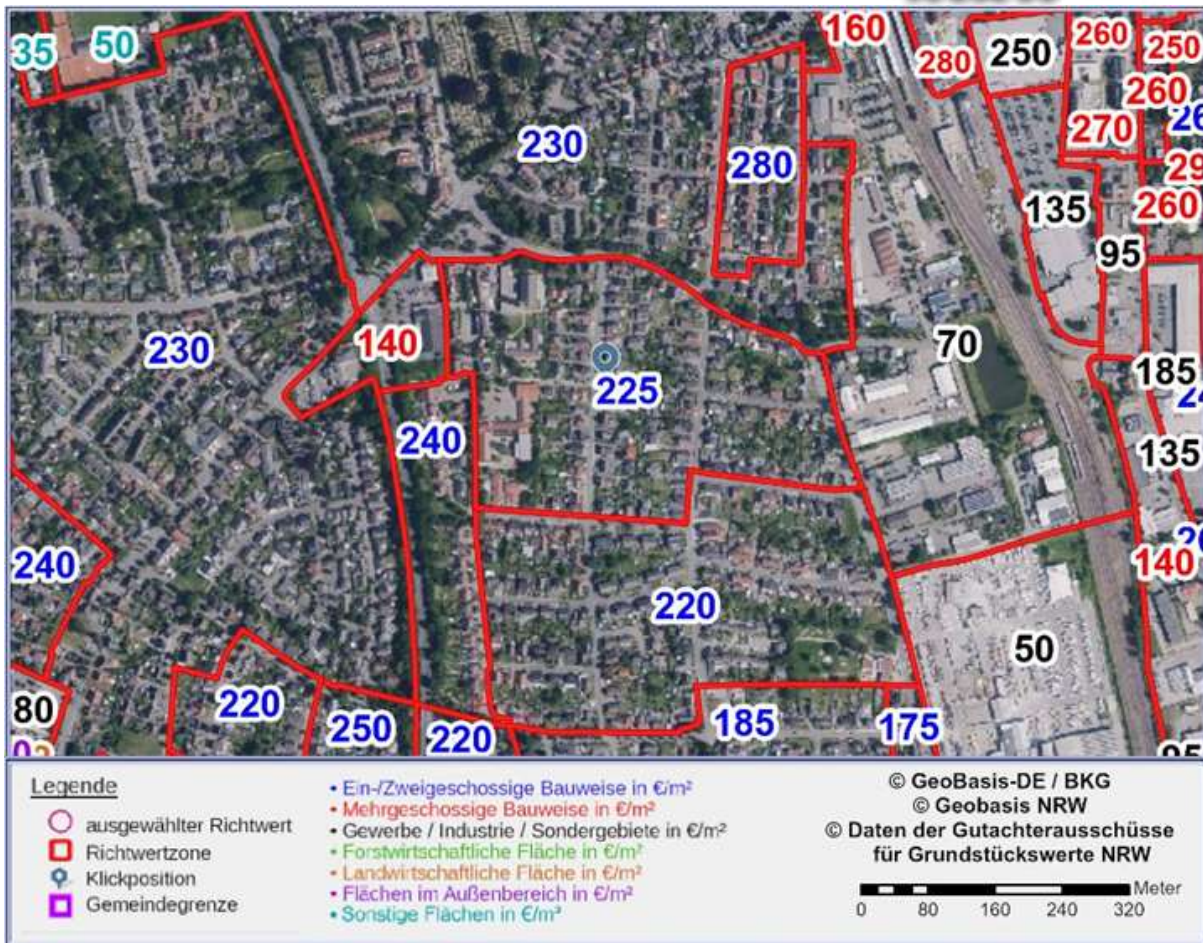 35
50
160
280
250
260
250
260
270
230
280
260
135
95
230
140
225
70
185
240
135
240
220
140
50
80
220
250
220
185
175
Legende
ausgewählter Richtwert
Richtwertzone
Klickposition
Gemeindegrenze
• Ein-/Zweigeschossige Bauweise in €/m²
• Mehrgeschossige Bauweise in €/m²
• Gewerbe / Industrie / Sondergebiete in €/m²
• Forstwirtschaftliche Fläche in €/m²
• Landwirtschaftliche Fläche in €/m²
• Flächen im Außenbereich in €/m²
• Sonstige Flächen in €/m²
© GeoBasis-DE / BKG
© Geobasis NRW
© Daten der Gutachterausschüsse
für Grundstückswerte NRW
Meter
0 80 160 240 320